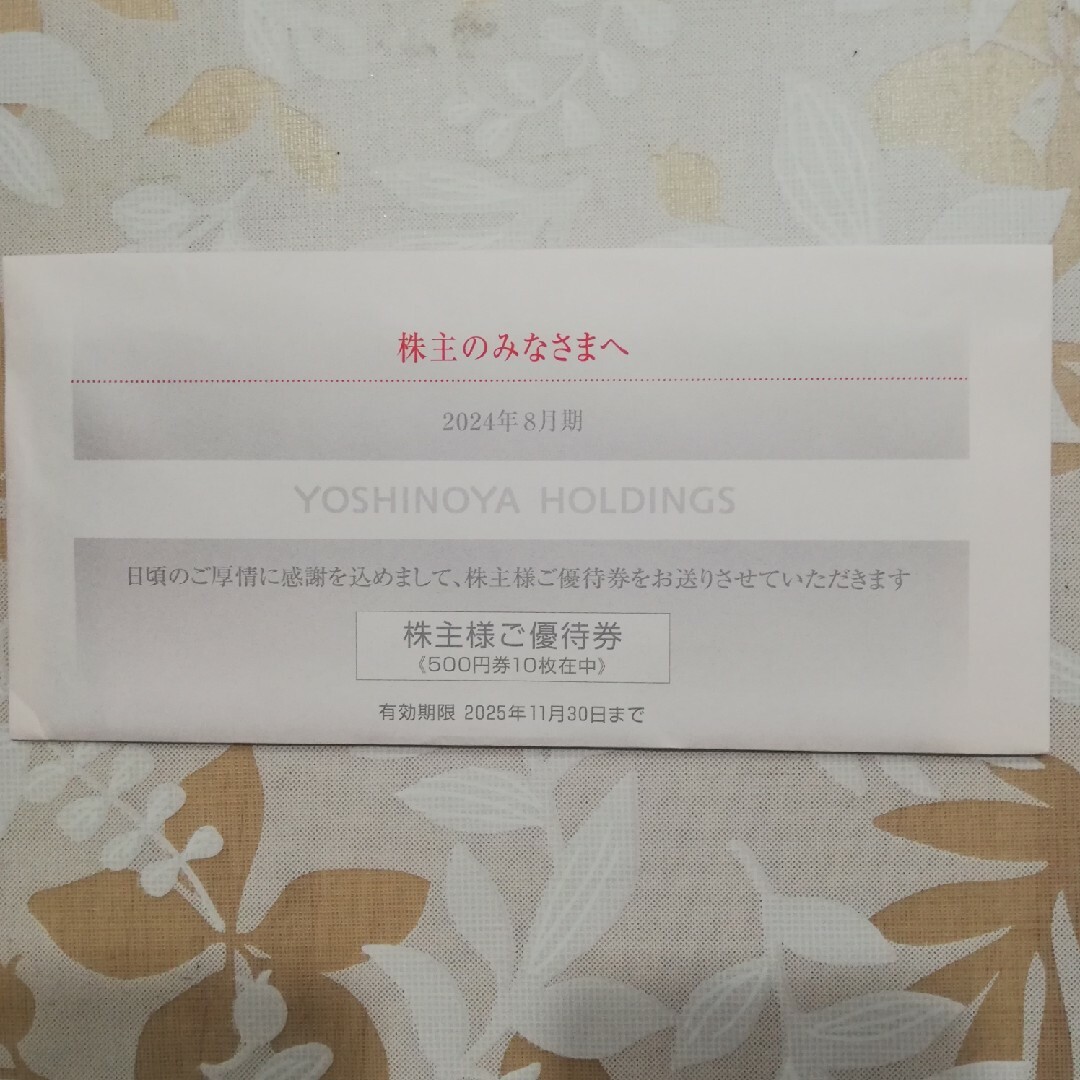 株主のみなさまへ
2024年8月期
YOSHINOYA HOLDINGS
日頃のご厚情に感謝を込めまして、株主様ご優待券をお送りさせていただきます
株主様ご優待券
《500円券10枚在中》
有効期限 2025年11月30日まで